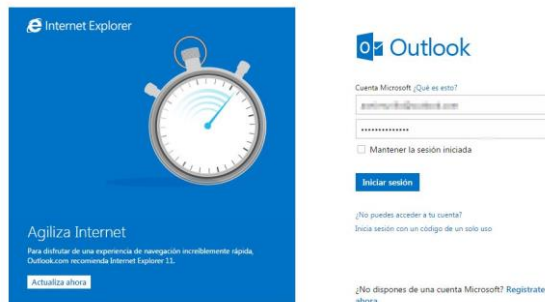 Internet Explorer
Agiliza Internet
Para disfrutar de una experiencia de navegación increíblemente rápida,
Outlook.com recomienda Internet Explorer 11.
Actualiza ahora
Outlook
Cuenta Microsoft ¿Qué es esto?
••••••••••••••
Mantener la sesión iniciada
Iniciar sesión
¿No puedes acceder a tu cuenta?
Inicia sesión con un código de un solo uso
¿No dispones de una cuenta Microsoft? Regístrate
ahora